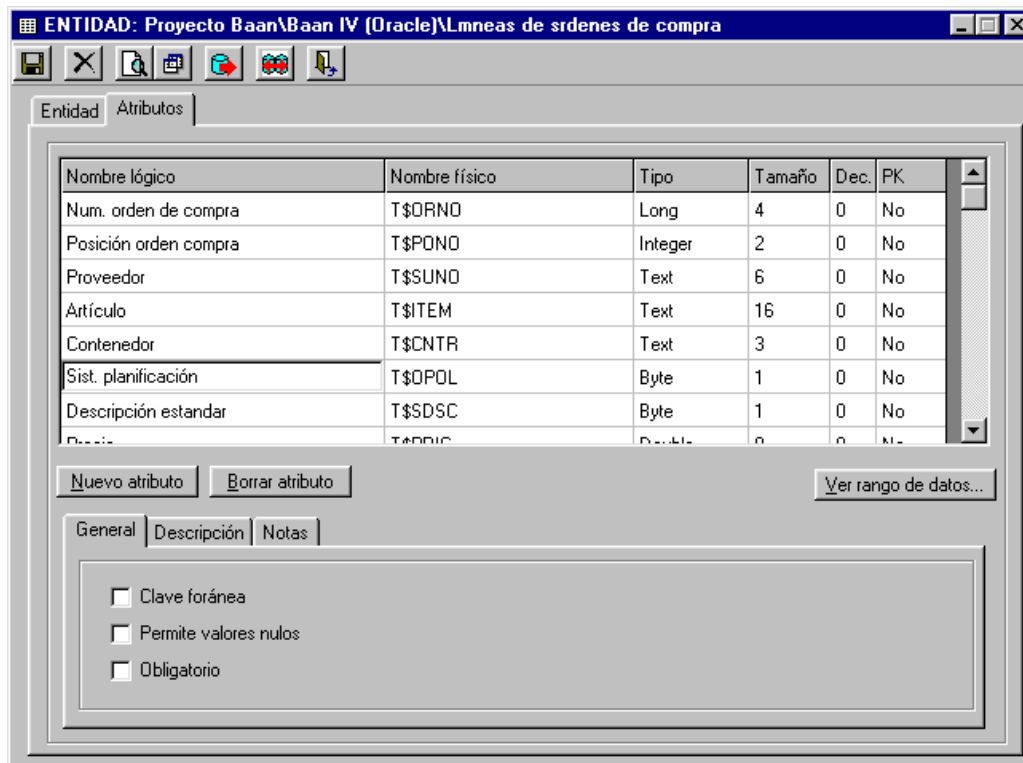 ENTIDAD: Proyecto Baan\Baan IV (Oracle)\Lmneas de srdenes de compra
Entidad Atributos
Nombre lógico Nombre físico Tipo Tamaño Dec. PK
Num. orden de compra T$ORNO Long 4 0 No
Posición orden compra T$PONO Integer 2 0 No
Proveedor T$SUNO Text 6 0 No
Artículo T$ITEM Text 16 0 No
Contenedor T$CNTR Text 3 0 No
Sist. planificación T$OPOL Byte 1 0 No
Descripción estandar T$SDSC Byte 1 0 No
Nuevo atributo Borrar atributo Ver rango de datos...
General Descripción Notas
Clave foránea
Permite valores nulos
Obligatorio